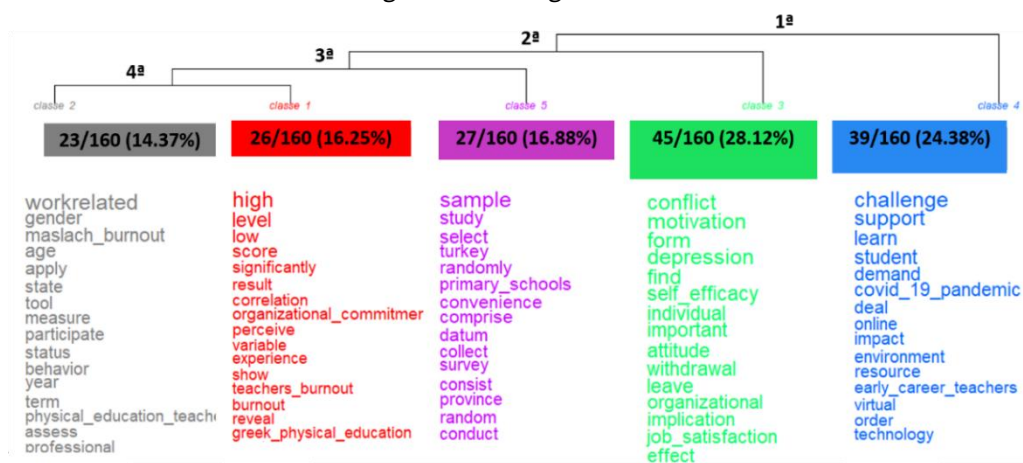 1ª
2ª
3ª
4ª
classe 2
classe 1
classe 5
classe 3
classe 4
23/160 (14.37%)
26/160 (16.25%)
27/160 (16.88%)
45/160 (28.12%)
39/160 (24.38%)
workrelated
gender
maslach_burnout
age
apply
state
tool
measure
participate
status
behavior
year
term
physical_education_teache
assess
professional
high
level
low
score
significantly
result
correlation
organizational_commitmer
perceive
variable
experience
show
teachers_burnout
burnout
reveal
greek_physical_education
sample
study
select
turkey
randomly
primary_schools
convenience
comprise
datum
collect
survey
consist
province
random
conduct
conflict
motivation
form
depression
find
self_efficacy
individual
important
attitude
withdrawal
leave
organizational
implication
job_satisfaction
effect
challenge
support
learn
student
demand
covid_19_pandemic
deal
online
impact
environment
resource
early_career_teachers
virtual
order
technology